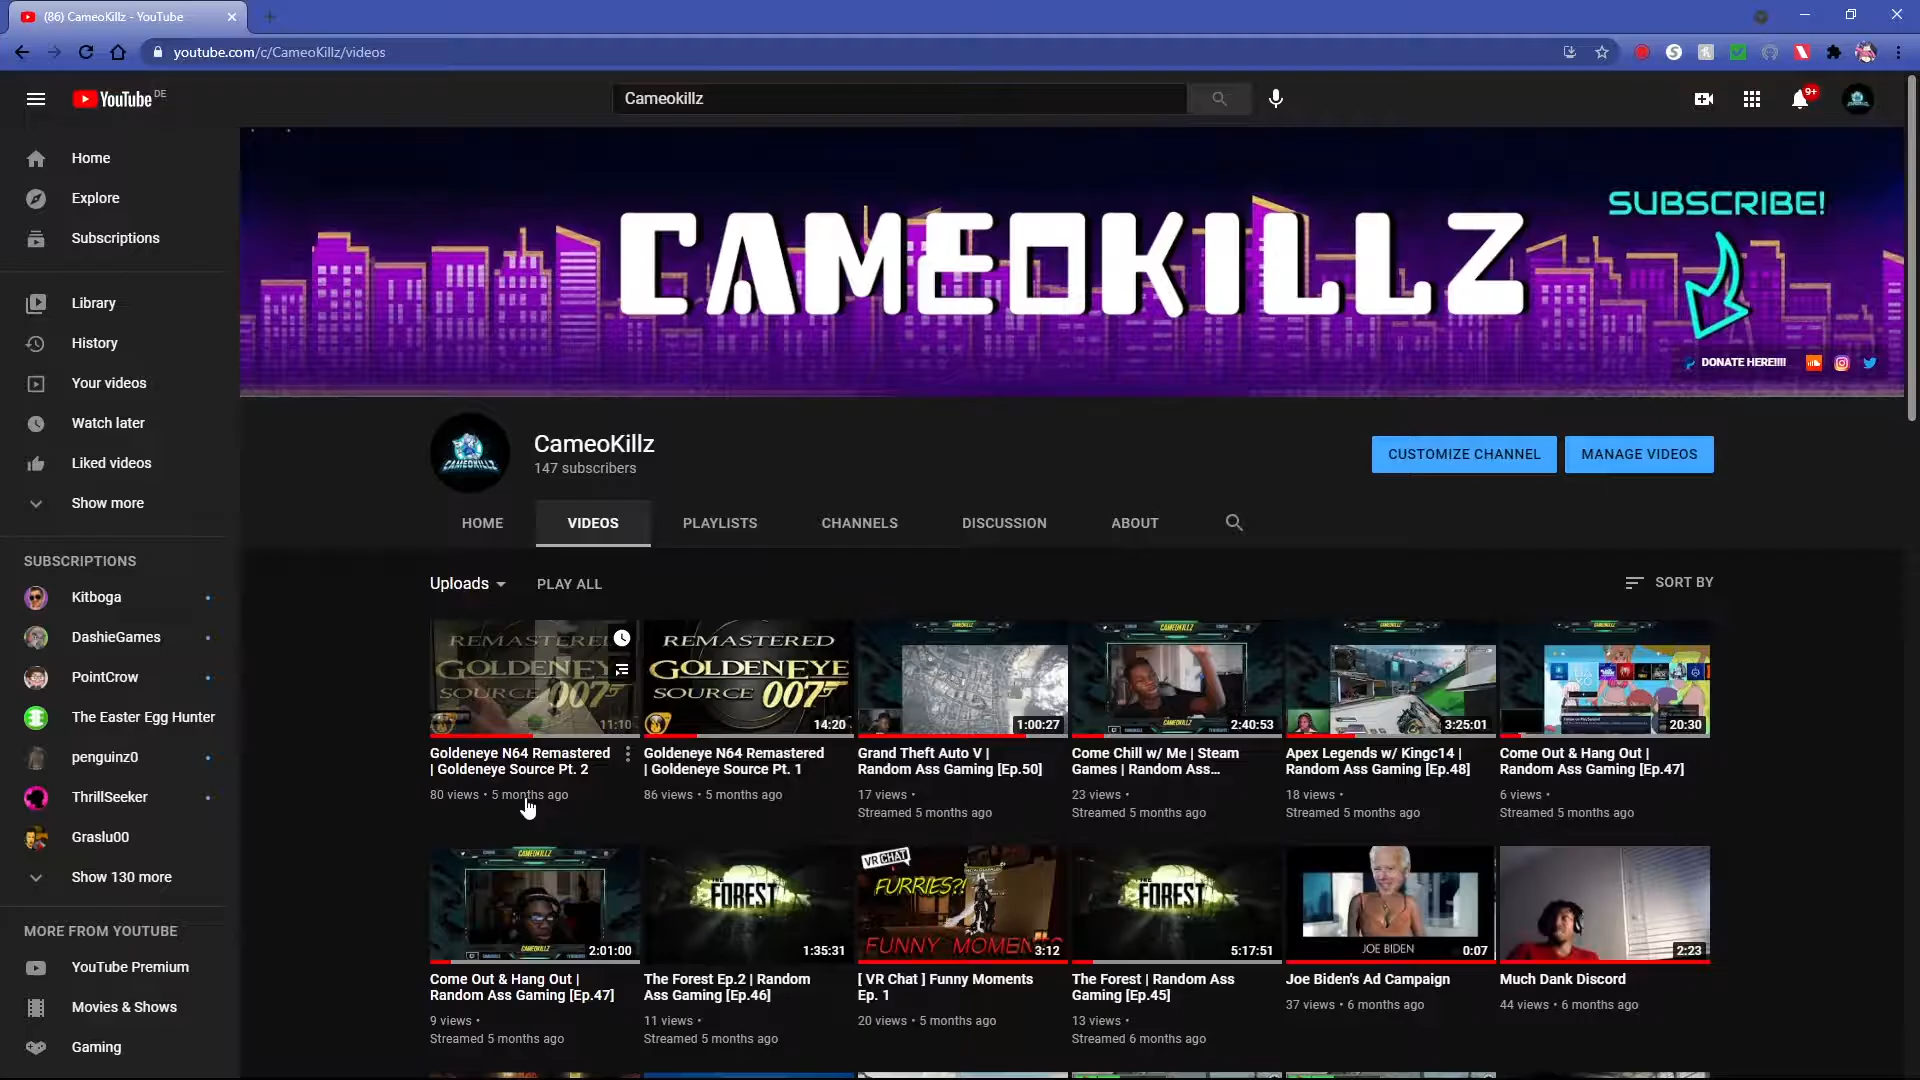 (86) CameoKillz - YouTube
youtube.com/c/CameoKillz/videos
YouTube DE
Cameokillz
9+
Home
Explore
Subscriptions
Library
History
Your videos
Watch later
Liked videos
Show more
SUBSCRIPTIONS
Kitboga
DashieGames
PointCrow
The Easter Egg Hunter
penguinz0
ThrillSeeker
Graslu00
Show 130 more
MORE FROM YOUTUBE
YouTube Premium
Movies & Shows
Gaming
CAMEOKILLZ
SUBSCRIBE!
DONATE HERE!!!!
CAMEOKILLZ
CameoKillz
147 subscribers
CUSTOMIZE CHANNEL
MANAGE VIDEOS
HOME
VIDEOS
PLAYLISTS
CHANNELS
DISCUSSION
ABOUT
Uploads
PLAY ALL
SORT BY
REMASTERED
GOLDENEYE
SOURCE 007
11:10
Goldeneye N64 Remastered
| Goldeneye Source Pt. 2
80 views • 5 months ago
REMASTERED
GOLDENEYE
SOURCE 007
14:20
Goldeneye N64 Remastered
| Goldeneye Source Pt. 1
86 views • 5 months ago
CAMEOKILLZ
1:00:27
Grand Theft Auto V |
Random Ass Gaming [Ep.50]
17 views •
Streamed 5 months ago
CAMEOKILLZ
CAMEOKILLZ
2:40:53
Come Chill w/ Me | Steam
Games | Random Ass...
23 views •
Streamed 5 months ago
CAMEOKILLZ
3:25:01
Apex Legends w/ Kingc14 |
Random Ass Gaming [Ep.48]
18 views •
Streamed 5 months ago
CAMEOKILLZ
20:30
Come Out & Hang Out |
Random Ass Gaming [Ep.47]
6 views •
Streamed 5 months ago
CAMEOKILLZ
CAMEOKILLZ
2:01:00
Come Out & Hang Out |
Random Ass Gaming [Ep.47]
9 views •
Streamed 5 months ago
THE
FOREST
1:35:31
The Forest Ep.2 | Random
Ass Gaming [Ep.46]
11 views •
Streamed 5 months ago
VR CHAT
FURRIES?!
FUNNY MOMEN
3:12
[ VR Chat ] Funny Moments
Ep. 1
20 views • 5 months ago
THE
FOREST
5:17:51
The Forest | Random Ass
Gaming [Ep.45]
13 views •
Streamed 6 months ago
JOE BIDEN
0:07
Joe Biden's Ad Campaign
37 views • 6 months ago
2:23
Much Dank Discord
44 views • 6 months ago